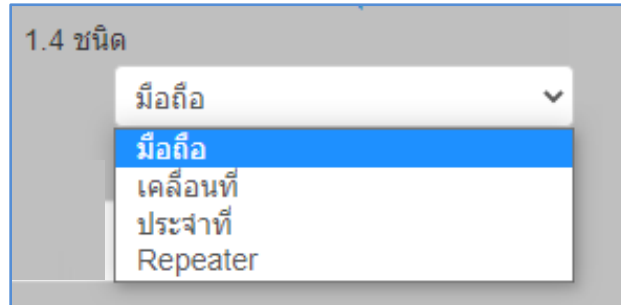 1.4 ชนิด
มือถือ
มือถือ
เคลื่อนที่
ประจำที่
Repeater